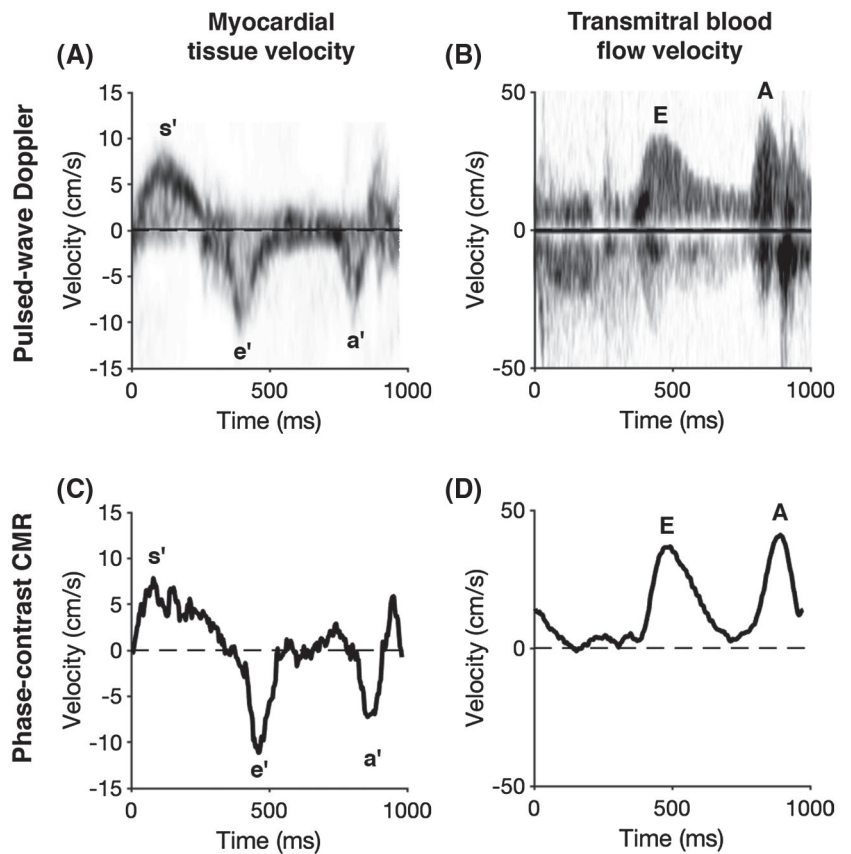 Myocardial
tissue velocity
Transmitral blood
flow velocity
Pulsed-wave Doppler
(A)
Velocity (cm/s)
15
10
5
0
-5
-10
-15
s'
e'
a'
0
500
1000
Time (ms)
(B)
Velocity (cm/s)
50
0
-50
E
A
0
500
1000
Time (ms)
Phase-contrast CMR
(C)
Velocity (cm/s)
15
10
5
0
-5
-10
-15
s'
e'
a'
0
500
1000
Time (ms)
(D)
Velocity (cm/s)
50
0
-50
E
A
0
500
1000
Time (ms)